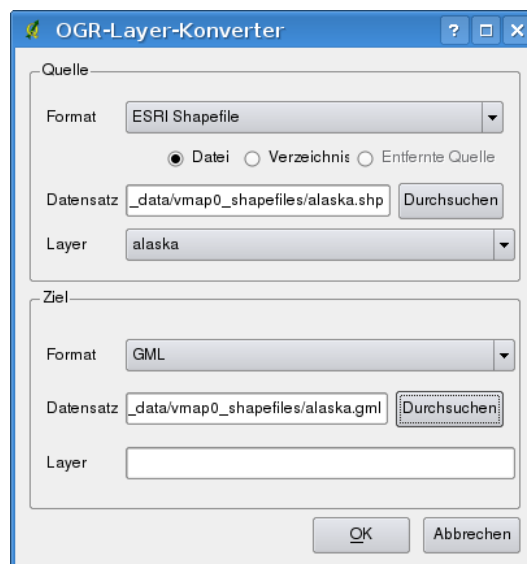 OGR-Layer-Konverter
Quelle
Format ESRI Shapefile
Datei Verzeichnis Entfernte Quelle
Datensatz _data/vmap0_shapefiles/alaska.shp Durchsuchen
Layer alaska
Ziel
Format GML
Datensatz _data/vmap0_shapefiles/alaska.gml Durchsuchen
Layer
OK Abbrechen